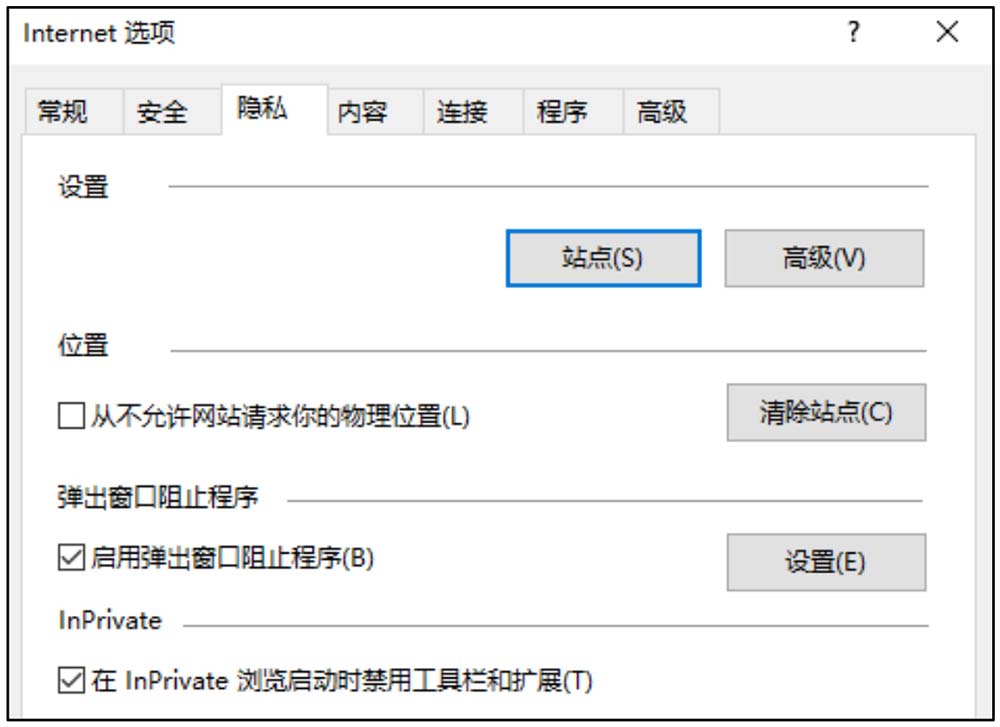 Internet 选项 ?
常规 安全 隐私 内容 连接 程序 高级
设置
站点(S) 高级(V)
位置
从不允许网站请求你的物理位置(L) 清除站点(C)
弹出窗口阻止程序
启用弹出窗口阻止程序(B) 设置(E)
InPrivate
在 InPrivate 浏览启动时禁用工具栏和扩展(T)